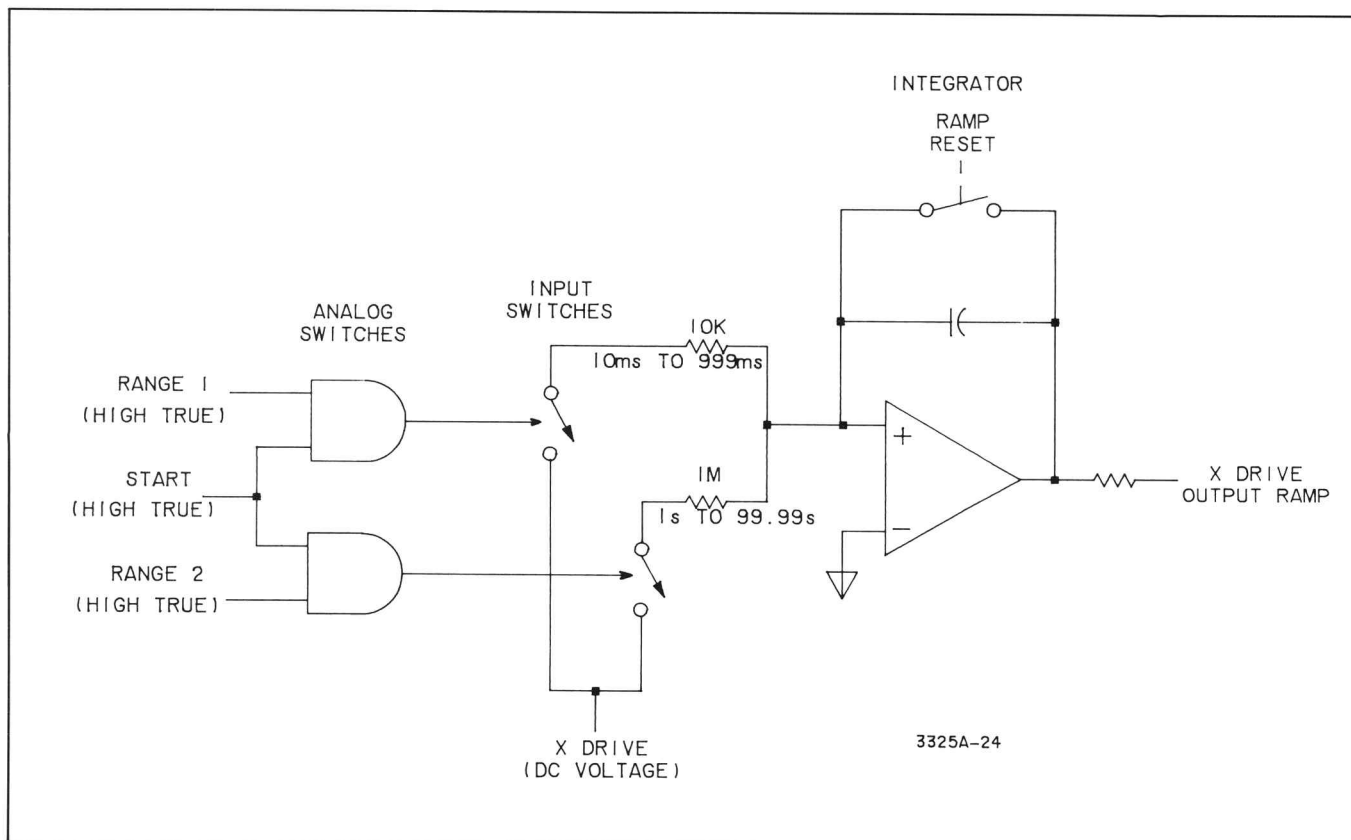 INTEGRATOR
RAMP
RESET
ANALOG
SWITCHES
INPUT
SWITCHES
10K
10ms TO 999ms
RANGE 1
(HIGH TRUE)
START
(HIGH TRUE)
RANGE 2
(HIGH TRUE)
1M
1s TO 99.99s
+
−
X DRIVE
OUTPUT RAMP
X DRIVE
(DC VOLTAGE)
3325A-24